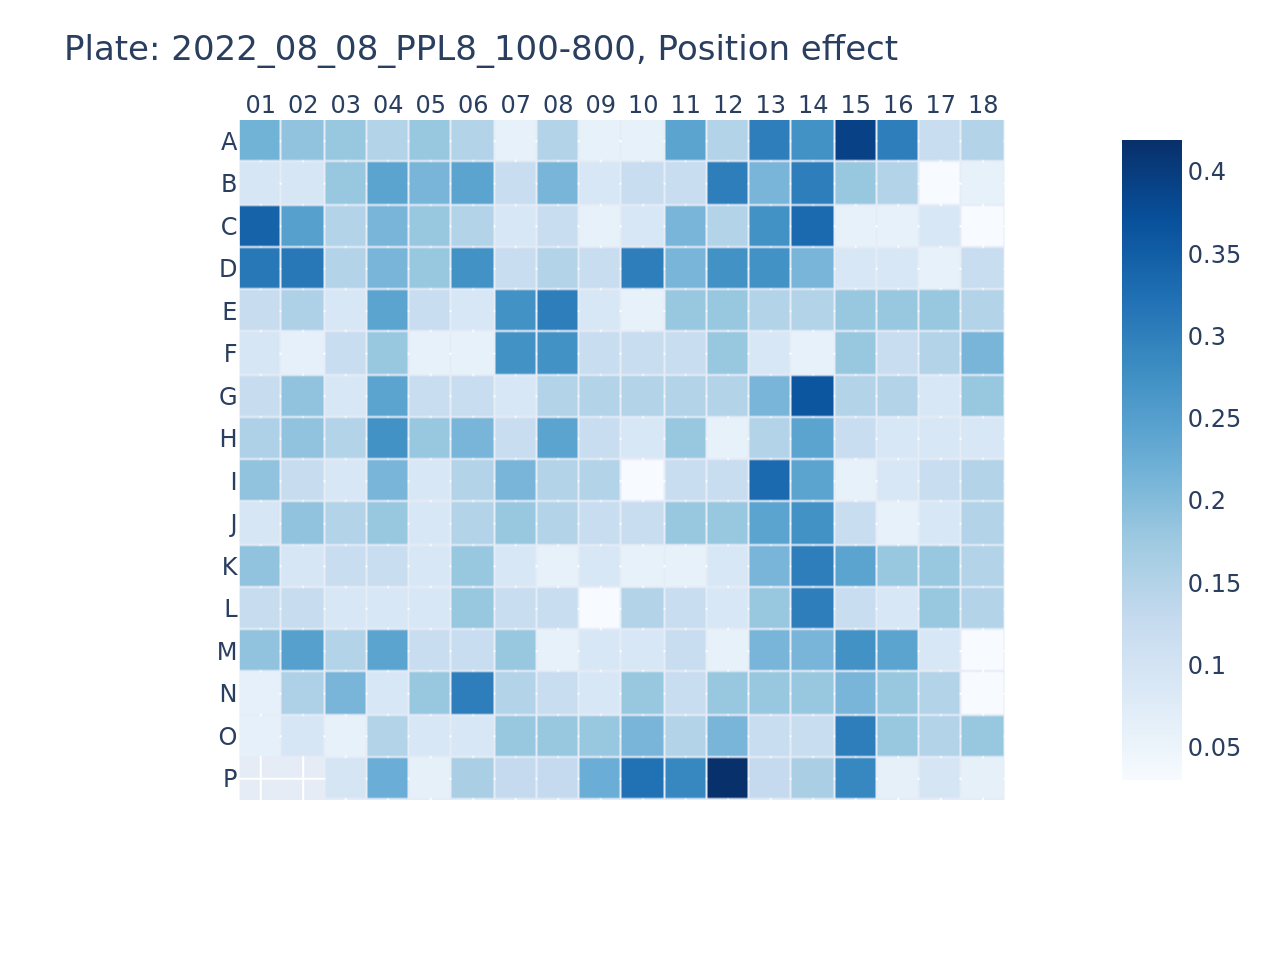 Plate: 2022_08_08_PPL8_100-800, Position effect
01 02 03 04 05 06 07 08 09 10 11 12 13 14 15 16 17 18
A
B
C
D
E
F
G
H
I
J
K
L
M
N
O
P
0.4
0.35
0.3
0.25
0.2
0.15
0.1
0.05